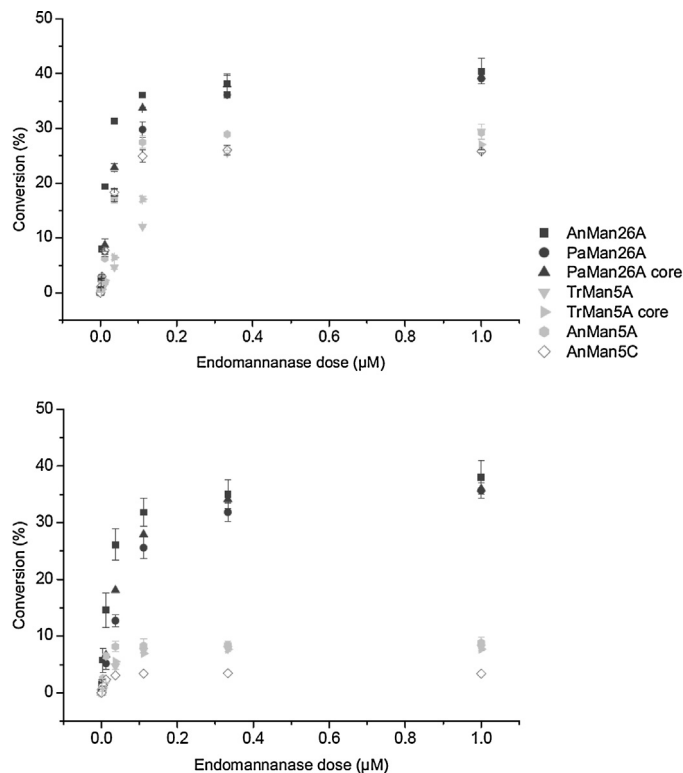 50
40
30
20
10
0
Conversion (%)
0.0 0.2 0.4 0.6 0.8 1.0
Endomannanase dose (µM)
AnMan26A
PaMan26A
PaMan26A core
TrMan5A
TrMan5A core
AnMan5A
AnMan5C
50
40
30
20
10
0
Conversion (%)
0.0 0.2 0.4 0.6 0.8 1.0
Endomannanase dose (µM)